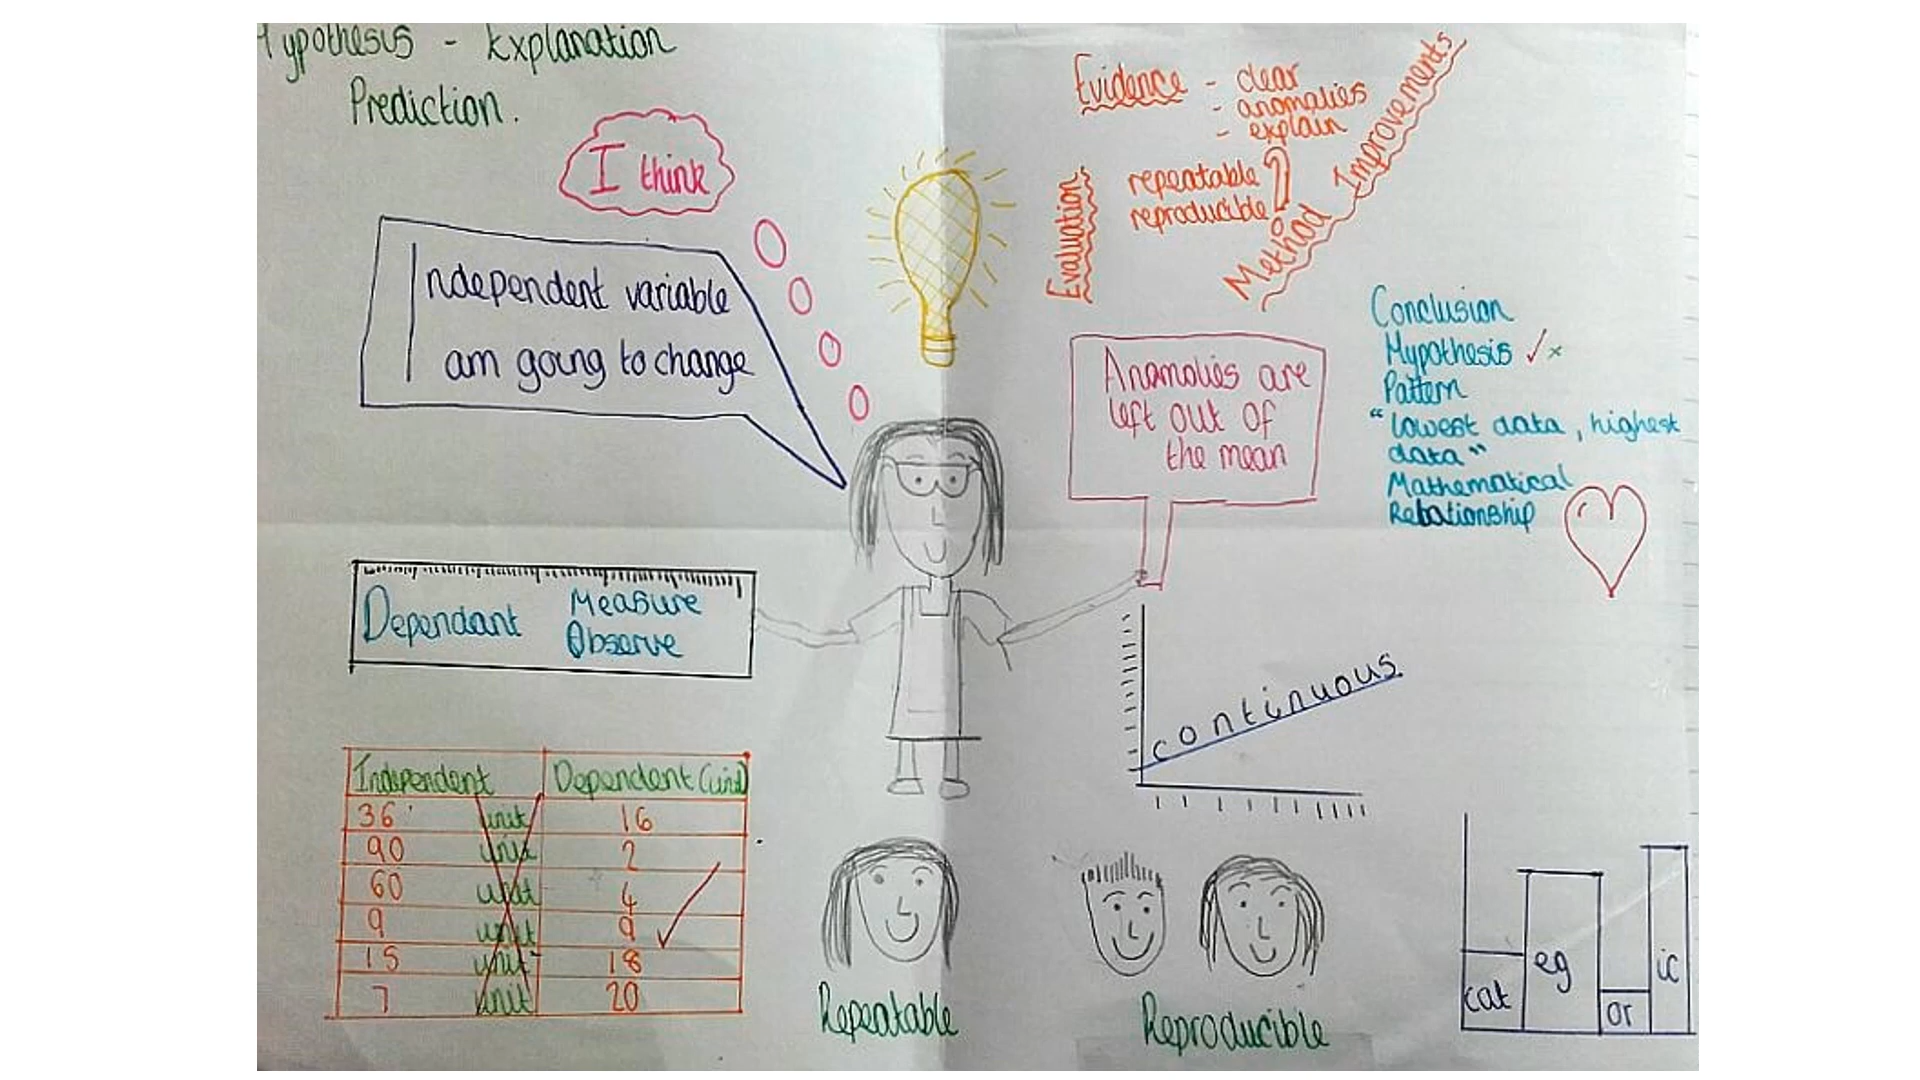 Hypothesis - Explanation
Prediction.
I think
Independent variable
am going to change
Evidence - clear
- anomalies
- explain
Evaluation
repeatable
reproducible
?
Method Improvements
Anomolies are
left out of
the mean
Conclusion
Hypothesis ✓ ×
Pattern
"lowest data, highest
data"
Mathematical
Relationship
Dependant Measure
Observe
continuous
Independent Dependent (unit)
36 unit 16
90 unit 2
60 unit 4
9 unit 9
15 unit 18
7 unit 20
Repeatable
Reproducible
cat eg or ic